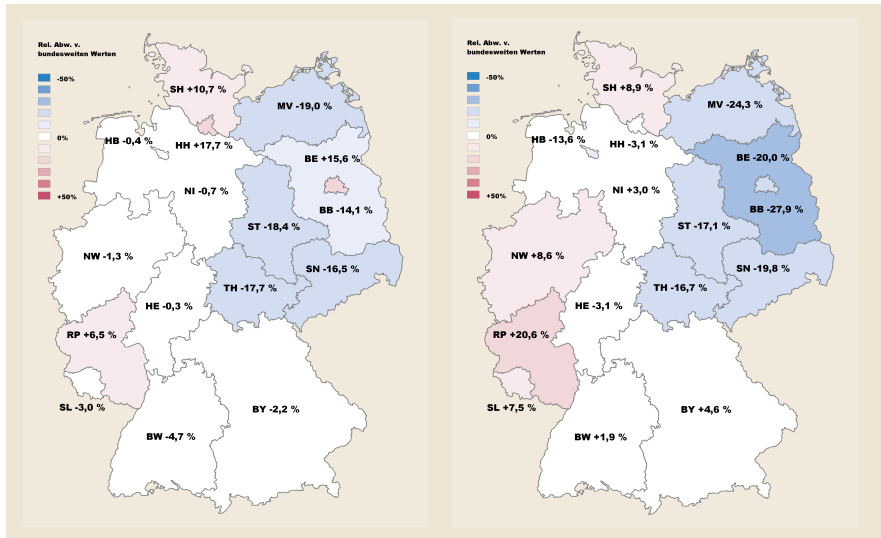 Rel. Abw. v.
bundesweiten Werten
-50%
0%
+50%
SH +10,7 %
MV -19,0 %
HB -0,4 %
HH +17,7 %
BE +15,6 %
NI -0,7 %
BB -14,1 %
ST -18,4 %
NW -1,3 %
SN -16,5 %
TH -17,7 %
HE -0,3 %
RP +6,5 %
SL -3,0 %
BY -2,2 %
BW -4,7 %
Rel. Abw. v.
bundesweiten Werten
-50%
0%
+50%
SH +8,9 %
MV -24,3 %
HB -13,6 %
HH -3,1 %
BE -20,0 %
NI +3,0 %
BB -27,9 %
ST -17,1 %
NW +8,6 %
SN -19,8 %
TH -16,7 %
HE -3,1 %
RP +20,6 %
SL +7,5 %
BY +4,6 %
BW +1,9 %